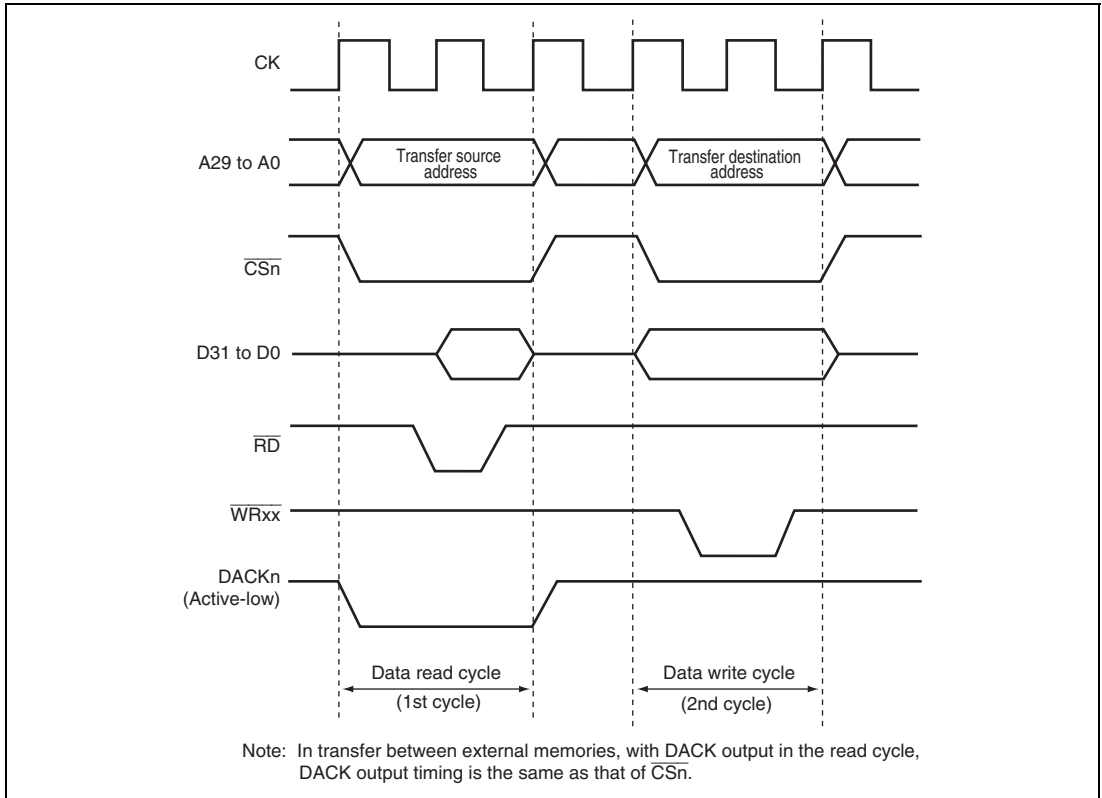 CK
A29 to A0
Transfer source
address
Transfer destination
address
CSn
D31 to D0
RD
WRxx
DACKn
(Active-low)
Data read cycle
(1st cycle)
Data write cycle
(2nd cycle)
Note: In transfer between external memories, with DACK output in the read cycle,
DACK output timing is the same as that of CSn.